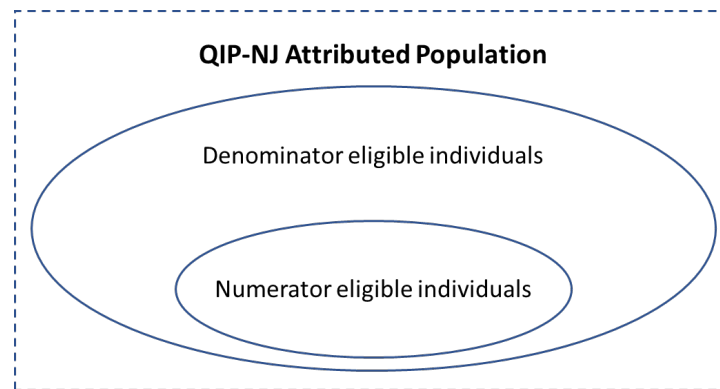 QIP-NJ Attributed Population
Denominator eligible individuals
Numerator eligible individuals